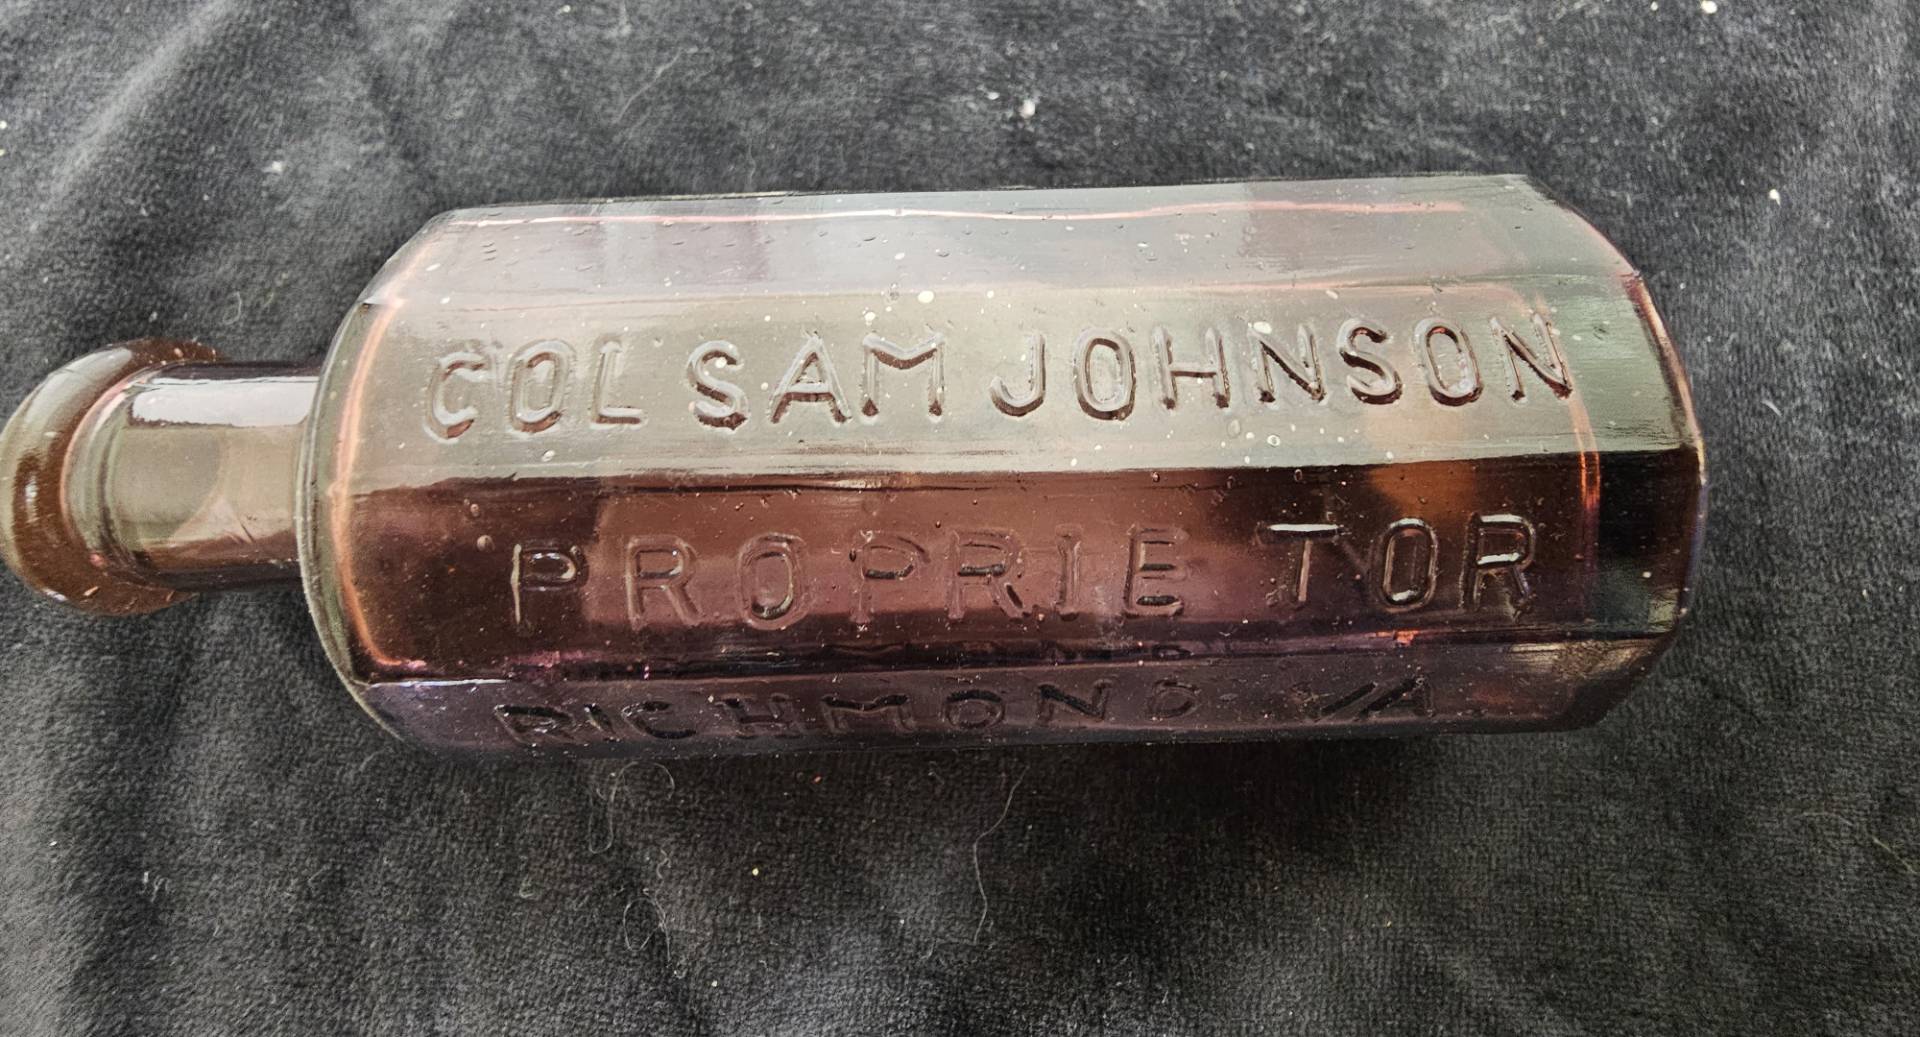 COL SAM JOHNSON
PROPRIETOR
RICHMOND VA